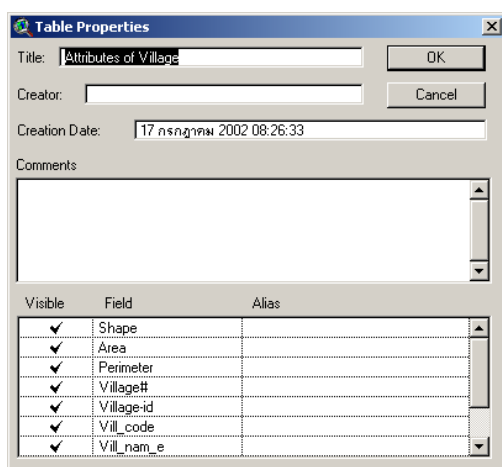 Table Properties
Title: Attributes of Village OK
Creator: Cancel
Creation Date: 17 กรกฎาคม 2002 08:26:33
Comments
Visible Field Alias
Shape
Area
Perimeter
Village#
Village-id
Vill_code
Vill_nam_e